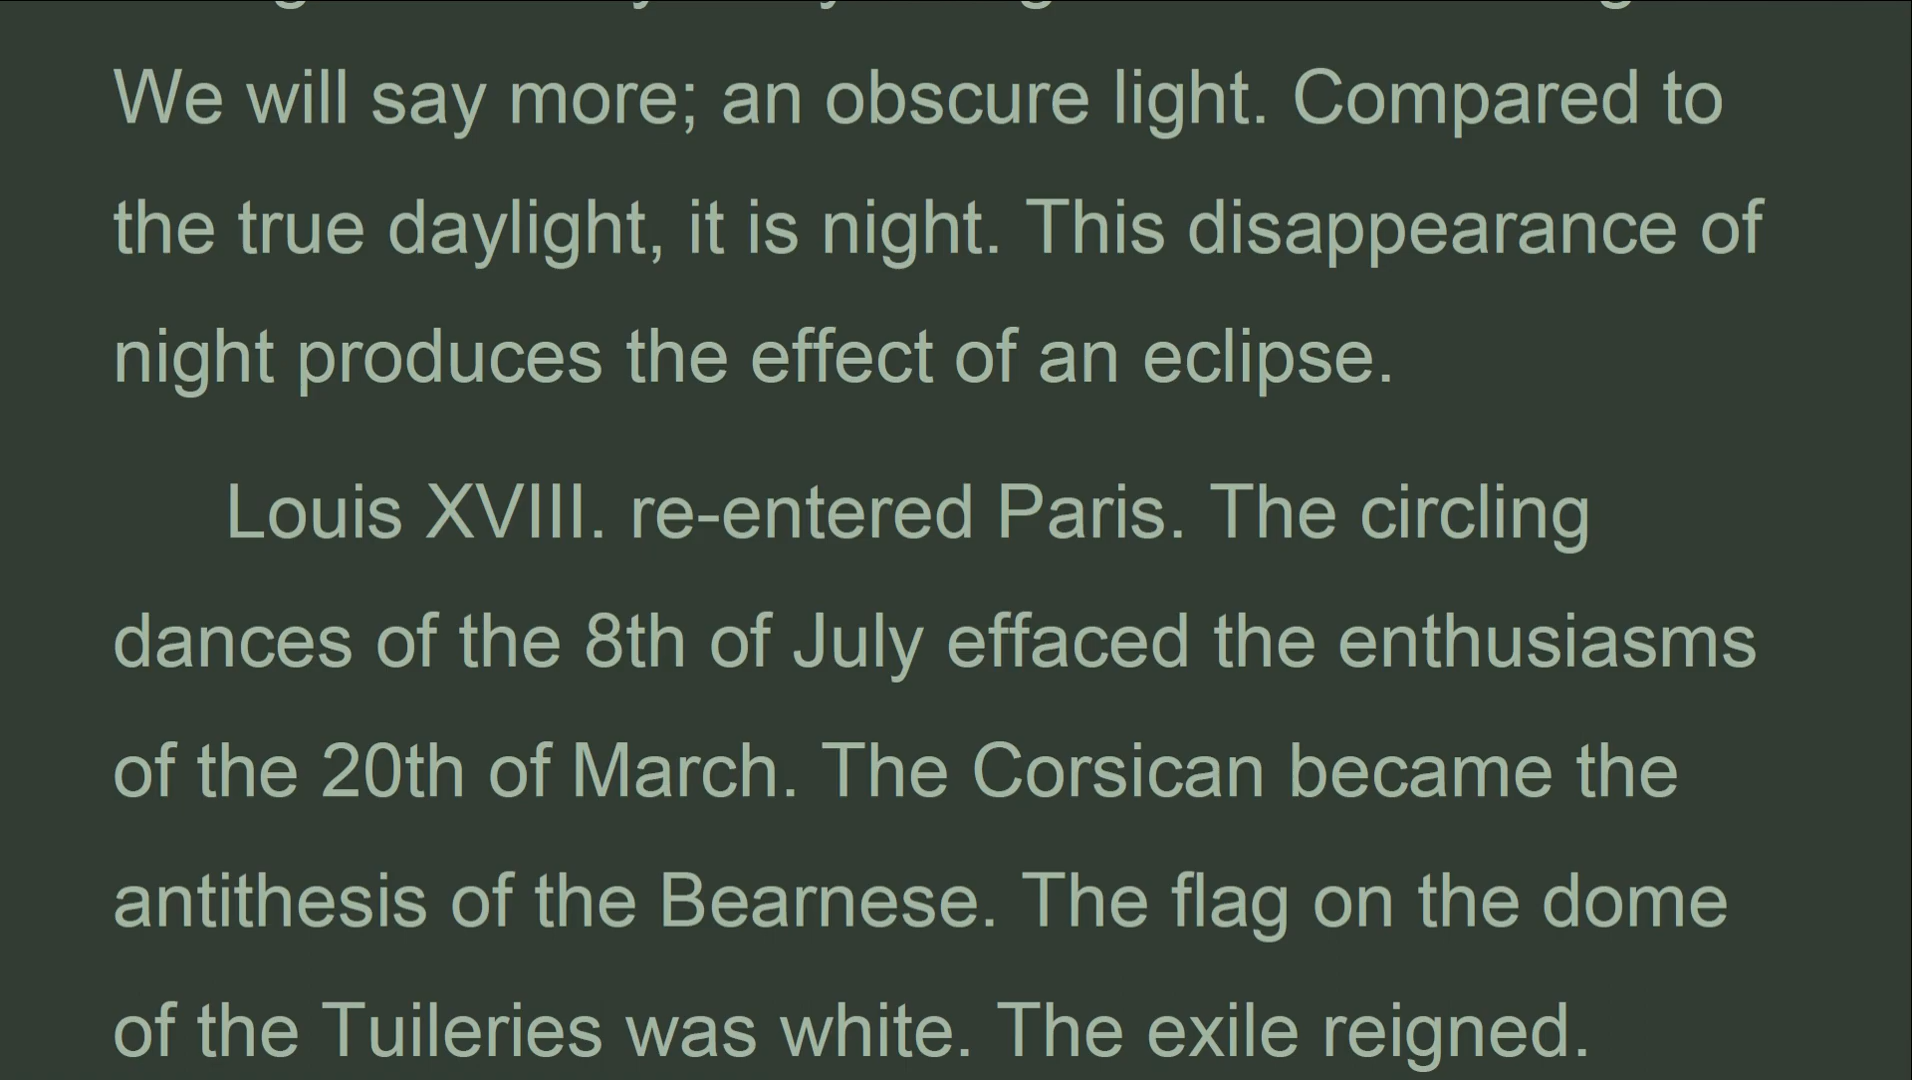 We will say more; an obscure light. Compared to
the true daylight, it is night. This disappearance of
night produces the effect of an eclipse.
Louis XVIII. re-entered Paris. The circling
dances of the 8th of July effaced the enthusiasms
of the 20th of March. The Corsican became the
antithesis of the Bearnese. The flag on the dome
of the Tuileries was white. The exile reigned.